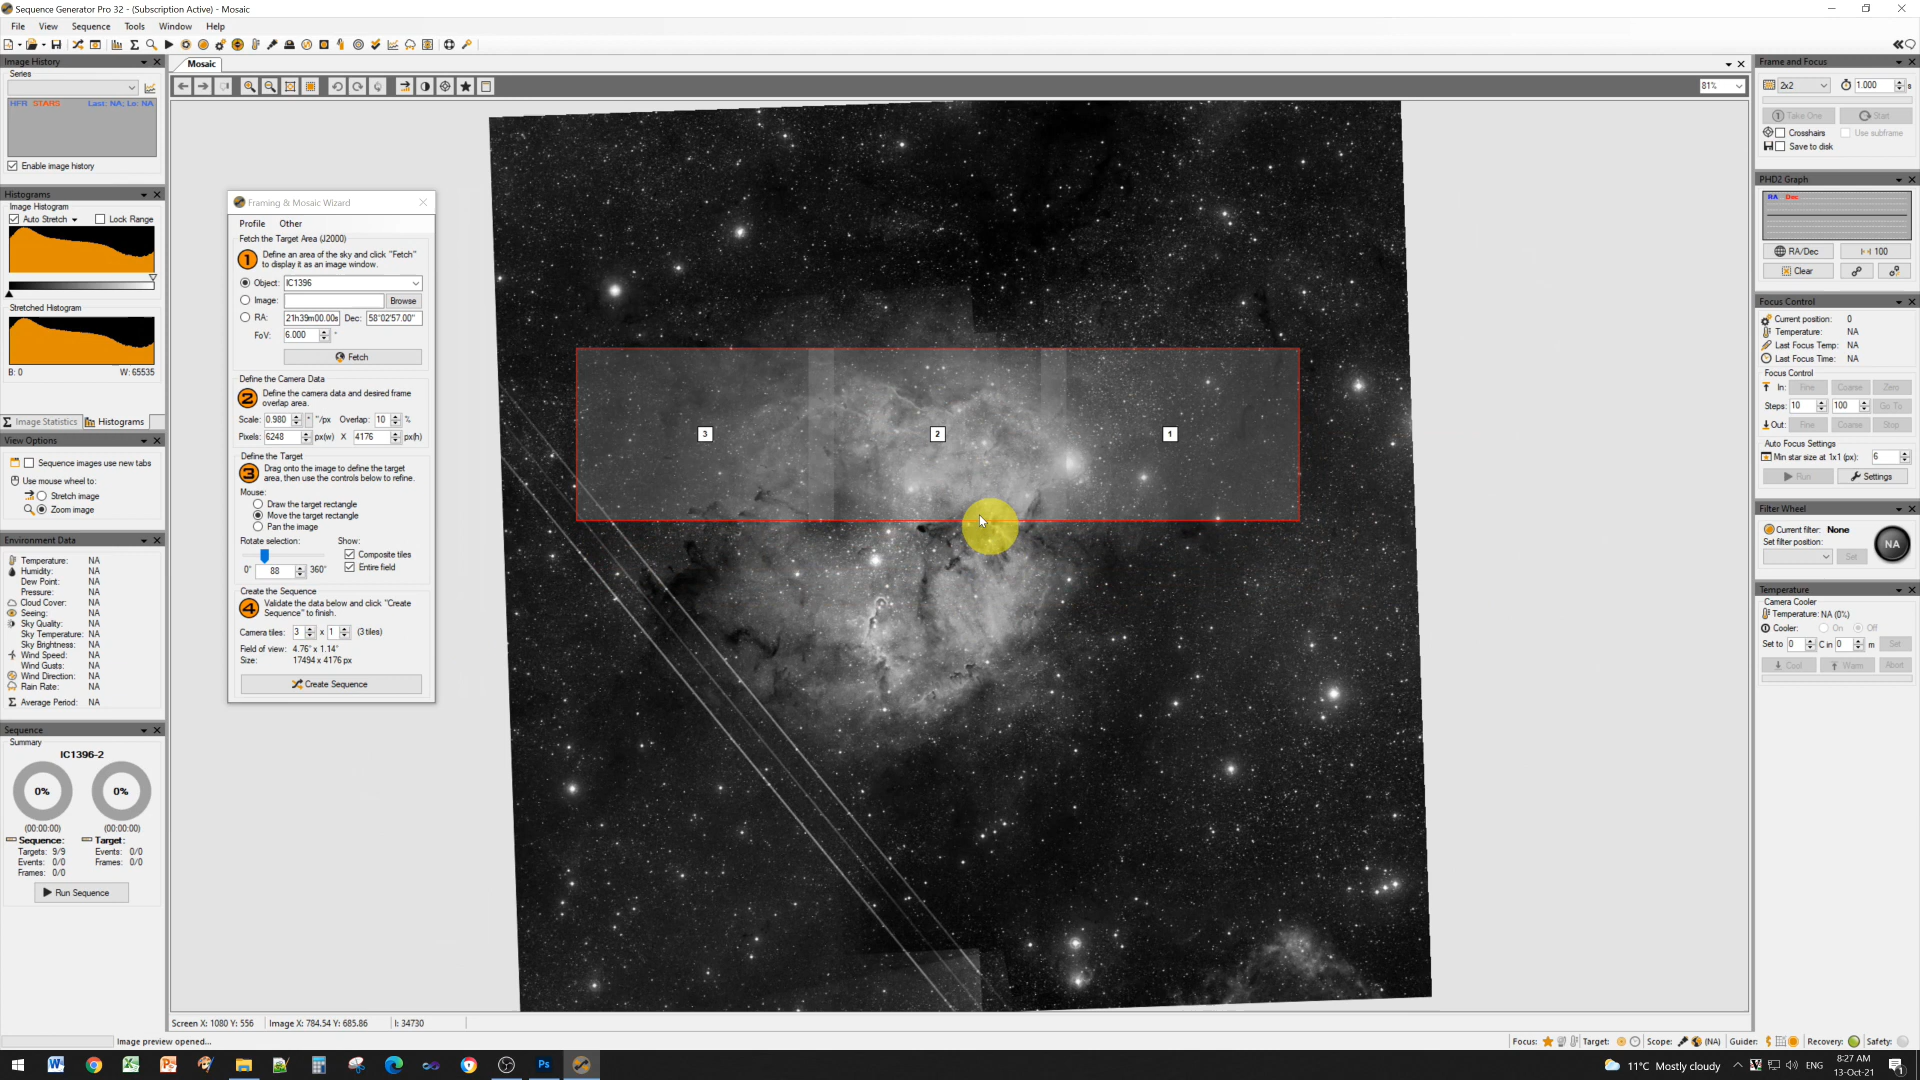 Sequence Generator Pro 32 - (Subscription Active) - Mosaic
File View Sequence Tools Window Help
Image History
Series
HFR STARS Last: NA; Lo: NA
Enable image history
Histograms
Image Histogram
Auto Stretch Lock Range
Stretched Histogram
B: 0 W: 65535
Image Statistics Histograms
View Options
Sequence images use new tabs
Use mouse wheel to:
Stretch image
Zoom image
Environment Data
Temperature: NA
Humidity: NA
Dew Point: NA
Pressure: NA
Cloud Cover: NA
Seeing: NA
Sky Quality: NA
Sky Temperature: NA
Sky Brightness: NA
Wind Speed: NA
Wind Gusts: NA
Wind Direction: NA
Rain Rate: NA
Average Period: NA
Sequence
Summary
IC1396-2
0% 0%
(00:00:00) (00:00:00)
Sequence: Target:
Targets: 9/9 Events: 0/0
Events: 0/0 Frames: 0/0
Frames: 0/0
Run Sequence
Mosaic
81%
Framing & Mosaic Wizard
Profile Other
Fetch the Target Area (J2000)
1 Define an area of the sky and click "Fetch"
to display it as an image window.
Object: IC1396
Image: Browse
RA: 21h39m00.00s Dec: 58°02'57.00"
FoV: 6.000 °
Fetch
Define the Camera Data
2 Define the camera data and desired frame
overlap area.
Scale: 0.980 "/px Overlap: 10 %
Pixels: 6248 px(w) X 4176 px(h)
Define the Target
3 Drag onto the image to define the target
area, then use the controls below to refine.
Mouse:
Draw the target rectangle
Move the target rectangle
Pan the image
Rotate selection: Show:
Composite tiles
0° 88 360° Entire field
Create the Sequence
4 Validate the data below and click "Create
Sequence" to finish.
Camera tiles: 3 x 1 (3 tiles)
Field of view: 4.76° x 1.14°
Size: 17494 x 4176 px
Create Sequence
3 2 1
Screen X: 1080 Y: 556 Image X: 784.54 Y: 685.86 I: 34730
Frame and Focus
2x2 1.000 s
Take One Start
Crosshairs Use subframe
Save to disk
PHD2 Graph
RA Dec
RA/Dec 100
Clear
Focus Control
Current position: 0
Temperature: NA
Last Focus Temp: NA
Last Focus Time: NA
Focus Control
In: Fine Coarse Zero
Steps: 10 100 Go To
Out: Fine Coarse Stop
Auto Focus Settings
Min star size at 1x1 (px): 6
Run Settings
Filter Wheel
Current filter: None
Set filter position:
Set
NA
Temperature
Camera Cooler
Temperature: NA (0%)
Cooler: On Off
Set to 0 C in 0 m Set
Cool Warm Abort
Image preview opened...
Focus: Target: Scope: (NA) Guider: Recovery: Safety:
11°C Mostly cloudy ENG
8:27 AM
13-Oct-21